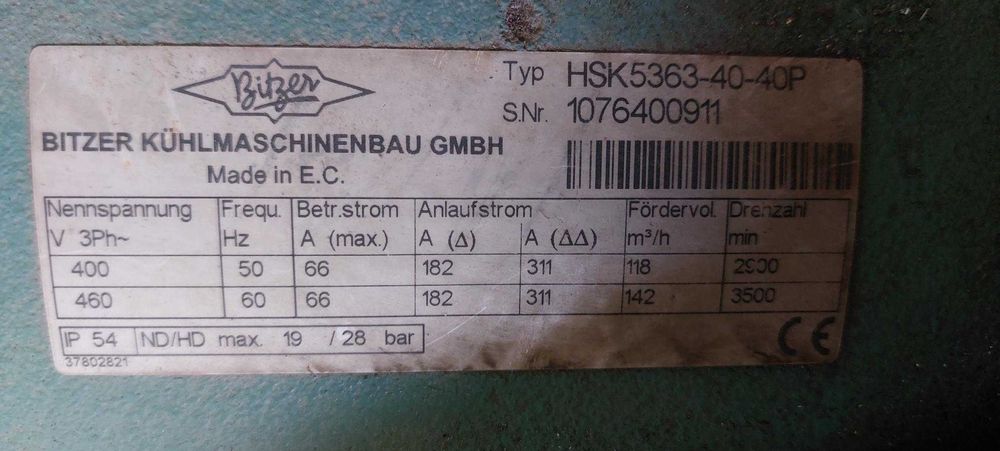 Bitzer
Typ HSK5363-40-40P
S.Nr. 1076400911
BITZER KÜHLMASCHINENBAU GMBH
Made in E.C.
Nennspannung Frequ. Betr.strom Anlaufstrom Fördervol. Drehzahl
V 3Ph~ Hz A (max.) A (Δ) A (ΔΔ) m³/h min
400 50 66 182 311 118 2900
460 60 66 182 311 142 3500
IP 54 ND/HD max. 19 / 28 bar
CE
37802821